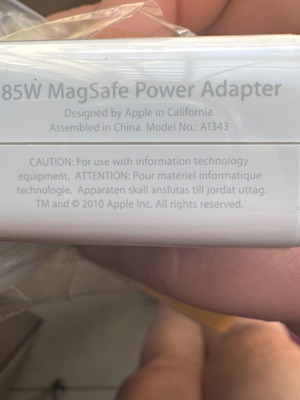 85W MagSafe Power Adapter
Designed by Apple in California
Assembled in China Model No.: A1343
CAUTION: For use with information technology
equipment. ATTENTION: Pour matériel informatique
technologie. Apparaten skall anslutas till jordat uttag.
TM and © 2010 Apple Inc. All rights reserved.